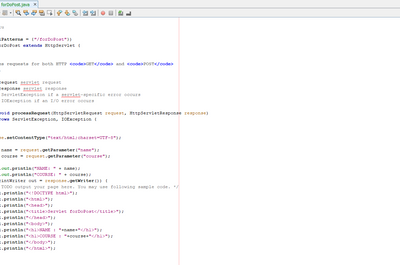 forDoPost.java
Patterns = {"/forDoPost"})
forDoPost extends HttpServlet {
s requests for both HTTP <code>GET</code> and <code>POST</code>
request servlet request
response servlet response
ServletException if a servlet-specific error occurs
IOException if an I/O error occurs
void processRequest(HttpServletRequest request, HttpServletResponse response)
ows ServletException, IOException {
e.setContentType("text/html;charset=UTF-8");
name = request.getParameter("name");
course = request.getParameter("course");
.out.println("NAME: " + name);
.out.println("COURSE: " + course);
rintWriter out = response.getWriter()) {
TODO output your page here. You may use following sample code. */
.println("<!DOCTYPE html>");
.println("<html>");
.println("<head>");
.println("<title>Servlet forDoPost</title>");
.println("</head>");
.println("<body>");
.println("<h1>NAME : "+name+"</h1>");
.println("<h1>COURSE : "+course+"</h1>");
.println("</body>");
.println("</html>");